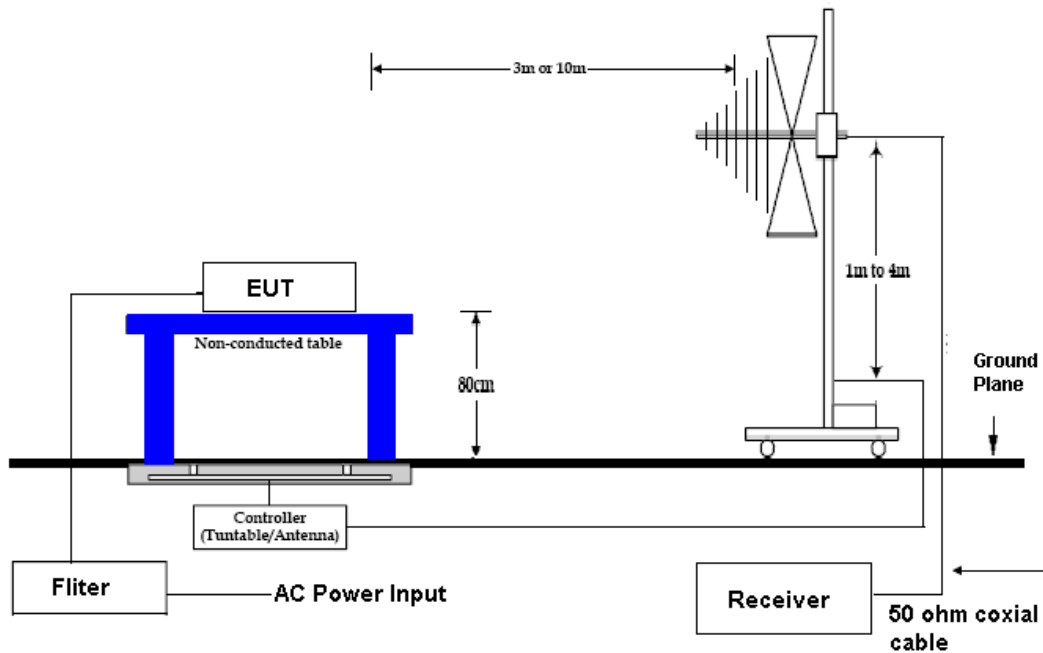 3m or 10m
EUT
1m to 4m
Non-conducted table
80cm
Ground
Plane
Controller
(Tuntable/Antenna)
Fliter
AC Power Input
Receiver
50 ohm coxial
cable